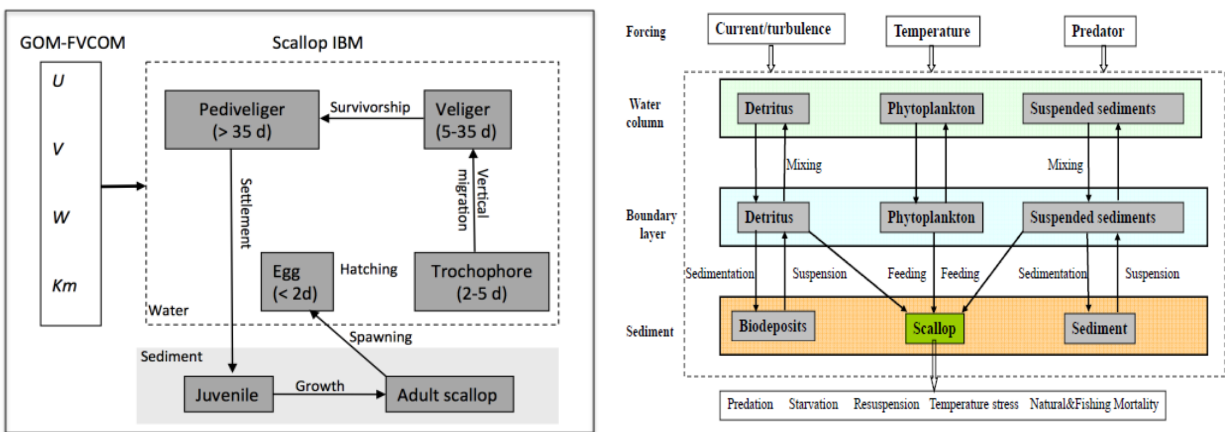 GOM-FVCOM
Scallop IBM
U
V
W
Km
Pediveliger
(> 35 d)
Survivorship
Veliger
(5-35 d)
Settlement
Vertical
migration
Egg
(< 2d)
Hatching
Trochophore
(2-5 d)
Water
Spawning
Sediment
Juvenile
Growth
Adult scallop
Forcing
Current/turbulence
Temperature
Predator
Water
column
Detritus
Phytoplankton
Suspended sediments
Mixing
Mixing
Boundary
layer
Detritus
Phytoplankton
Suspended sediments
Sedimentation
Suspension
Feeding
Feeding
Sedimentation
Suspension
Sediment
Biodeposits
Scallop
Sediment
Predation Starvation Resuspension Temperature stress Natural&Fishing Mortality